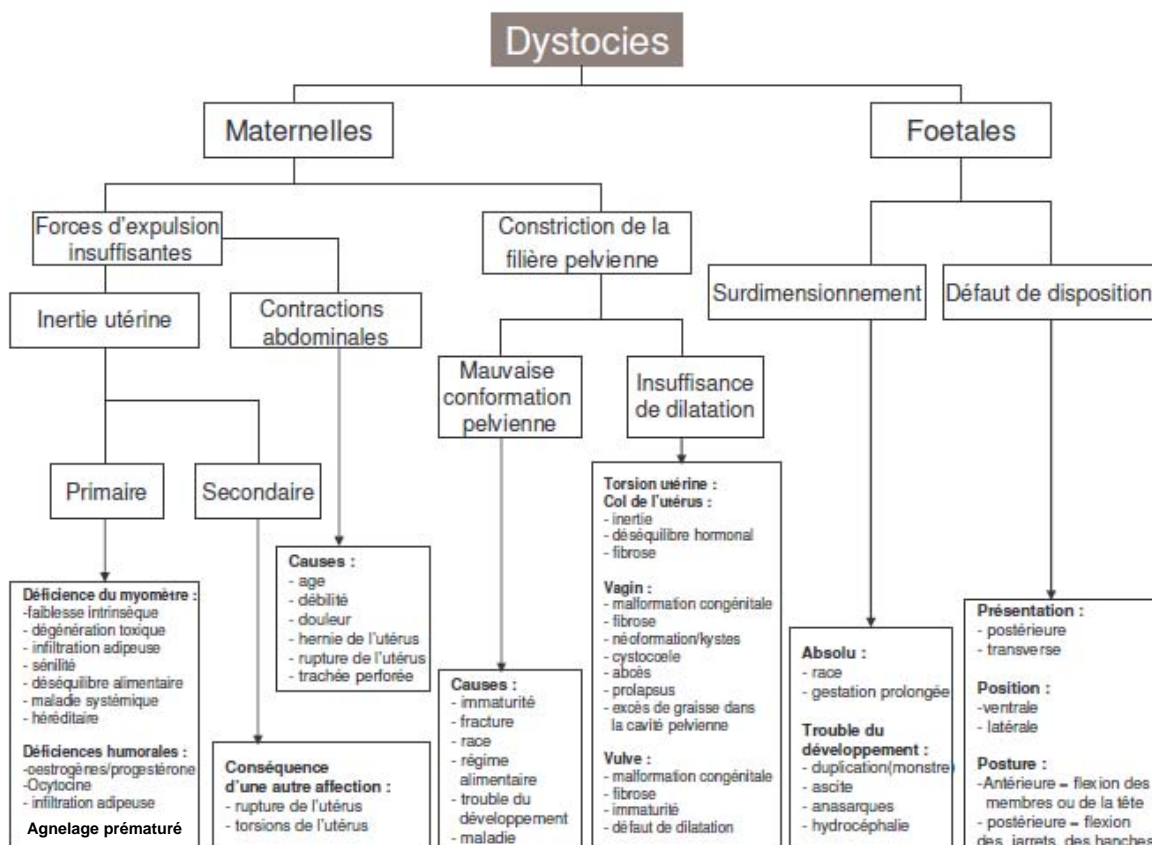 Dystocies
Maternelles
Foetales
Forces d'expulsion
insuffisantes
Constriction de la
filière pelvienne
Surdimensionnement
Défaut de disposition
Inertie utérine
Contractions
abdominales
Mauvaise
conformation
pelvienne
Insuffisance
de dilatation
Primaire
Secondaire
Déficience du myomètre :
-faiblesse intrinsèque
- dégénération toxique
- infiltration adipeuse
- sénilité
- déséquilibre alimentaire
- maladie systémique
- héréditaire
Déficiences humorales :
-oestrogènes/progestérone
-Ocytocine
- infiltration adipeuse
Agnelage prématuré
Conséquence
d'une autre affection :
- rupture de l'utérus
- torsions de l'utérus
Causes :
- age
- débilité
- douleur
- hernie de l'utérus
- rupture de l'utérus
- trachée perforée
Causes :
- immaturité
- fracture
- race
- régime
alimentaire
- trouble du
développement
- maladie
Torsion utérine :
Col de l'utérus :
- inertie
- déséquilibre hormonal
- fibrose
Vagin :
- malformation congénitale
- fibrose
- néoformation/kystes
- cystocoele
- abcès
- prolapsus
- excès de graisse dans
la cavité pelvienne
Vulve :
- malformation congénitale
- fibrose
- immaturité
- défaut de dilatation
Absolu :
- race
- gestation prolongée
Trouble du
développement :
- duplication(monstre)
- ascite
- anasarques
- hydrocéphalie
Présentation :
- postérieure
- transverse
Position :
-ventrale
- latérale
Posture :
-Antérieure = flexion des
membres ou de la tête
- postérieure = flexion
des jarrets, des hanches